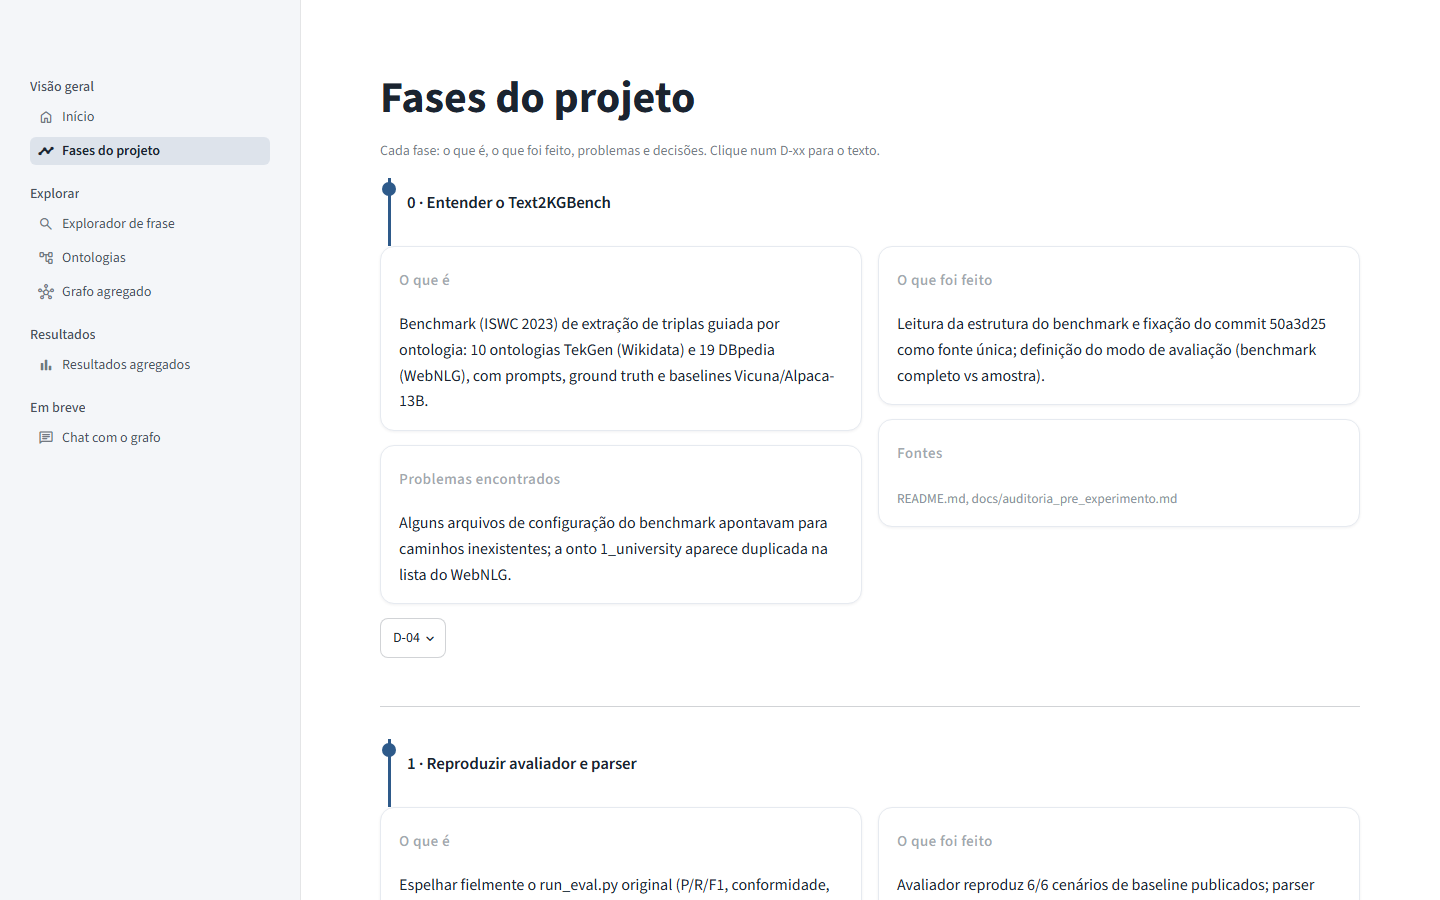 Visão geral
Início
Fases do projeto
Explorar
Explorador de frase
Ontologias
Grafo agregado
Resultados
Resultados agregados
Em breve
Chat com o grafo
Fases do projeto
Cada fase: o que é, o que foi feito, problemas e decisões. Clique num D-xx para o texto.
0 · Entender o Text2KGBench
O que é
Benchmark (ISWC 2023) de extração de triplas guiada por
ontologia: 10 ontologias TekGen (Wikidata) e 19 DBpedia
(WebNLG), com prompts, ground truth e baselines Vicuna/Alpaca-
13B.
Problemas encontrados
Alguns arquivos de configuração do benchmark apontavam para
caminhos inexistentes; a onto 1_university aparece duplicada na
lista do WebNLG.
D-04
O que foi feito
Leitura da estrutura do benchmark e fixação do commit 50a3d25
como fonte única; definição do modo de avaliação (benchmark
completo vs amostra).
Fontes
README.md, docs/auditoria_pre_experimento.md
1 · Reproduzir avaliador e parser
O que é
Espelhar fielmente o run_eval.py original (P/R/F1, conformidade,
O que foi feito
Avaliador reproduz 6/6 cenários de baseline publicados; parser